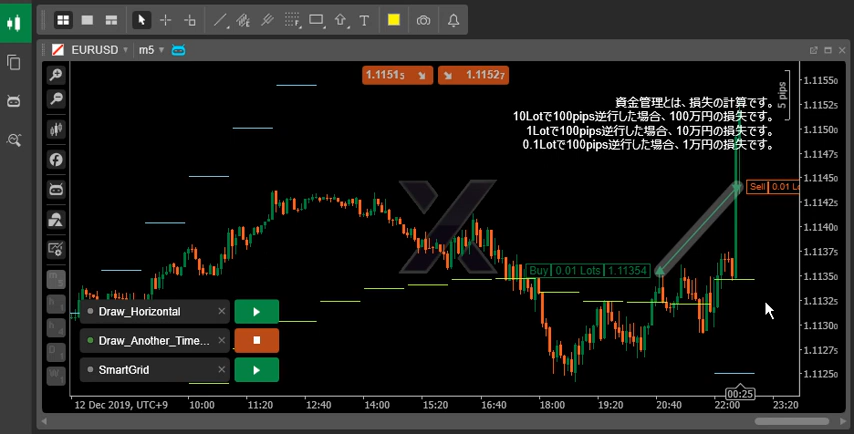 EURUSD
m5
1.11515
1.11527
5 pips
資金管理とは、損失の計算です。
10Lotで100pips逆行した場合、100万円の損失です。
1Lotで100pips逆行した場合、10万円の損失です。
0.1Lotで100pips逆行した場合、1万円の損失です。
1.11550
1.11525
1.11500
1.11475
1.11450
1.11425
1.11400
1.11375
1.11350
1.11325
1.11300
1.11275
1.11250
Sell 0.01 Lo
Buy 0.01 Lots 1.11354
m5
h1
h4
D1
W1
Draw_Horizontal
Draw_Another_Time...
SmartGrid
00:25
12 Dec 2019, UTC+9 10:00 11:20 12:40 14:00 15:20 16:40 18:00 19:20 20:40 22:00 23:20